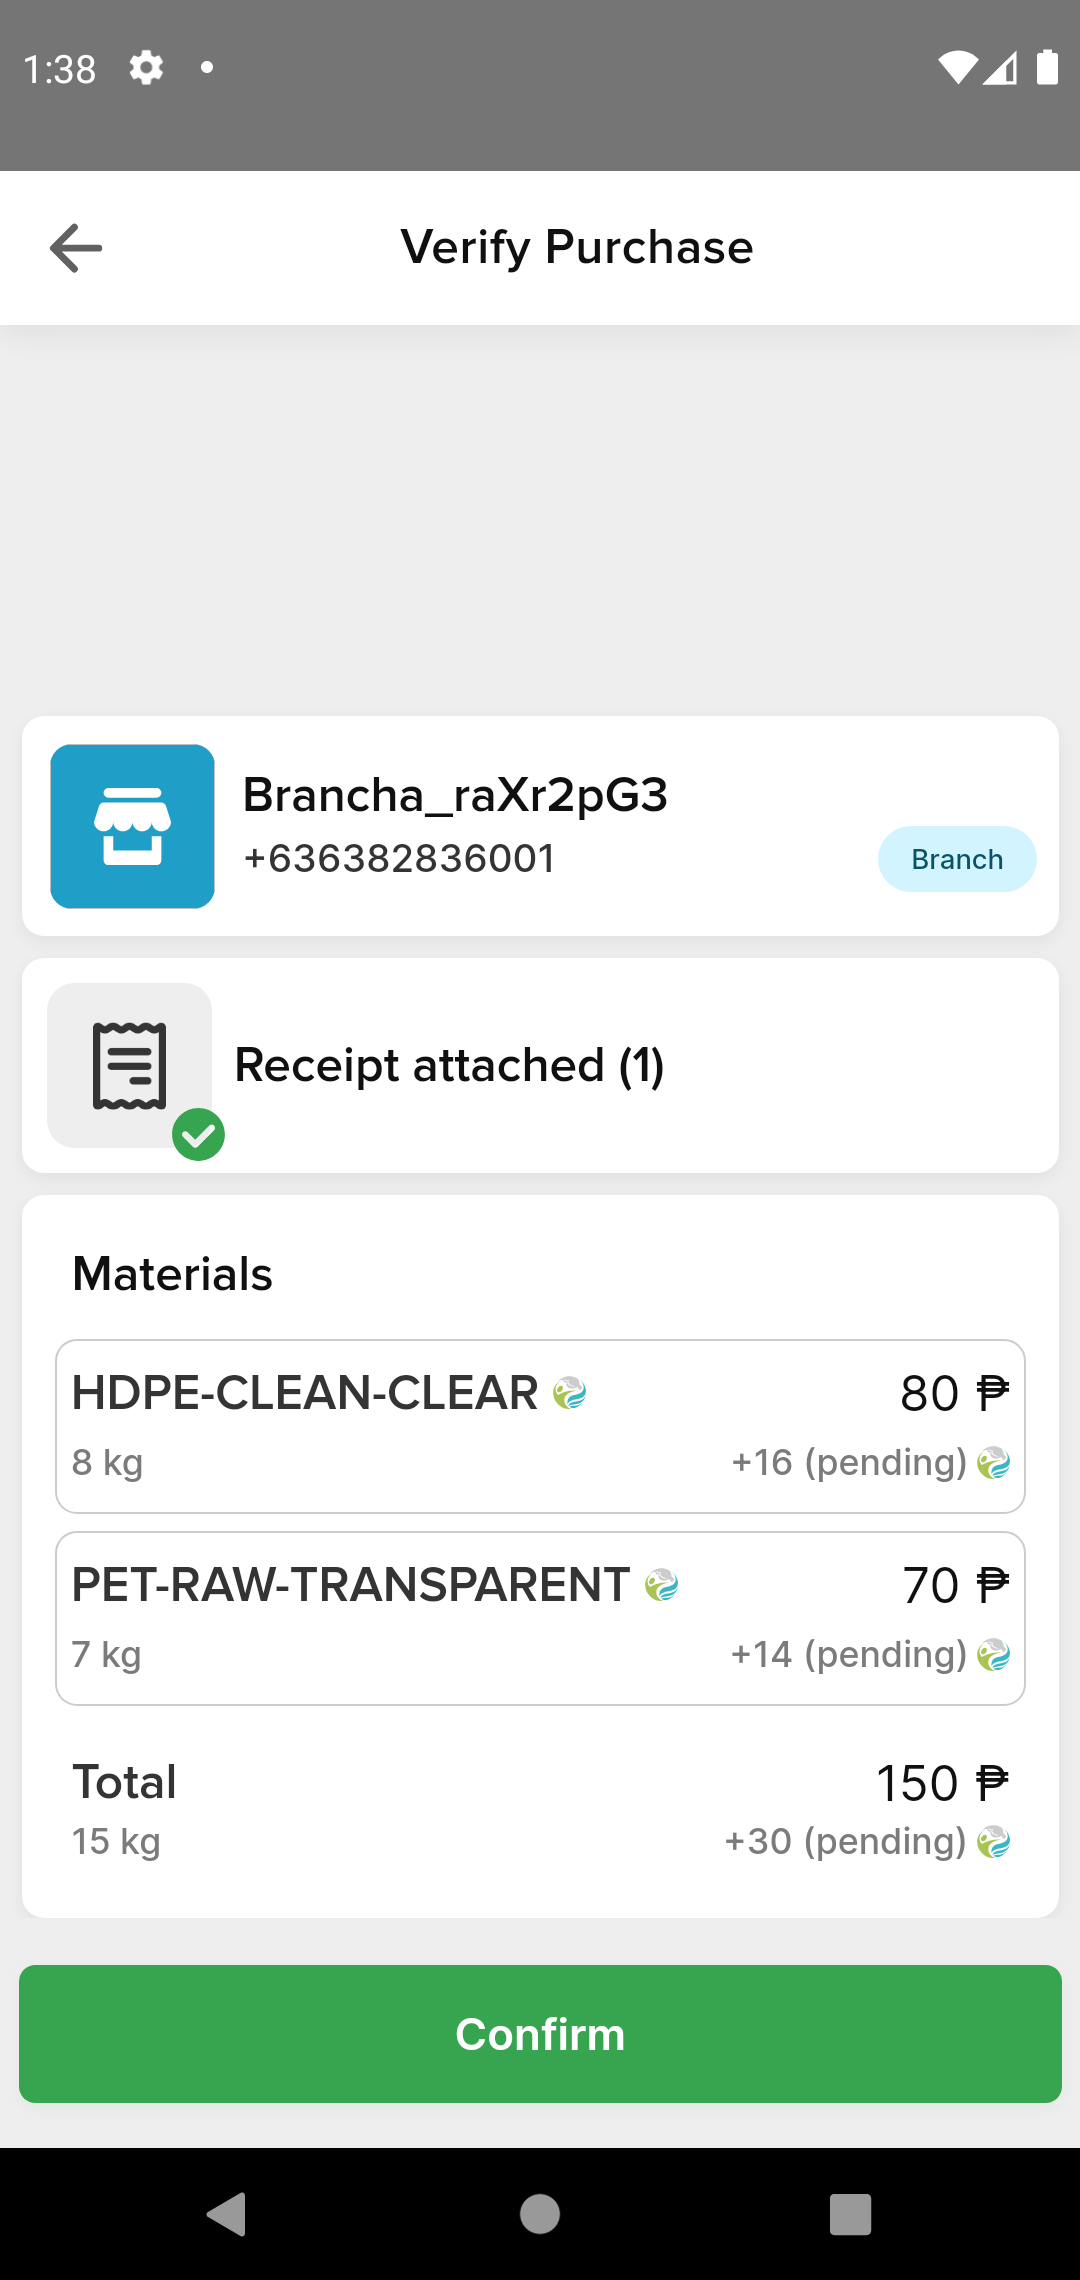 1:38
Verify Purchase
Brancha_raXr2pG3
+636382836001
Branch
Receipt attached (1)
Materials
HDPE-CLEAN-CLEAR 80 ₱
8 kg +16 (pending)
PET-RAW-TRANSPARENT 70 ₱
7 kg +14 (pending)
Total 150 ₱
15 kg +30 (pending)
Confirm